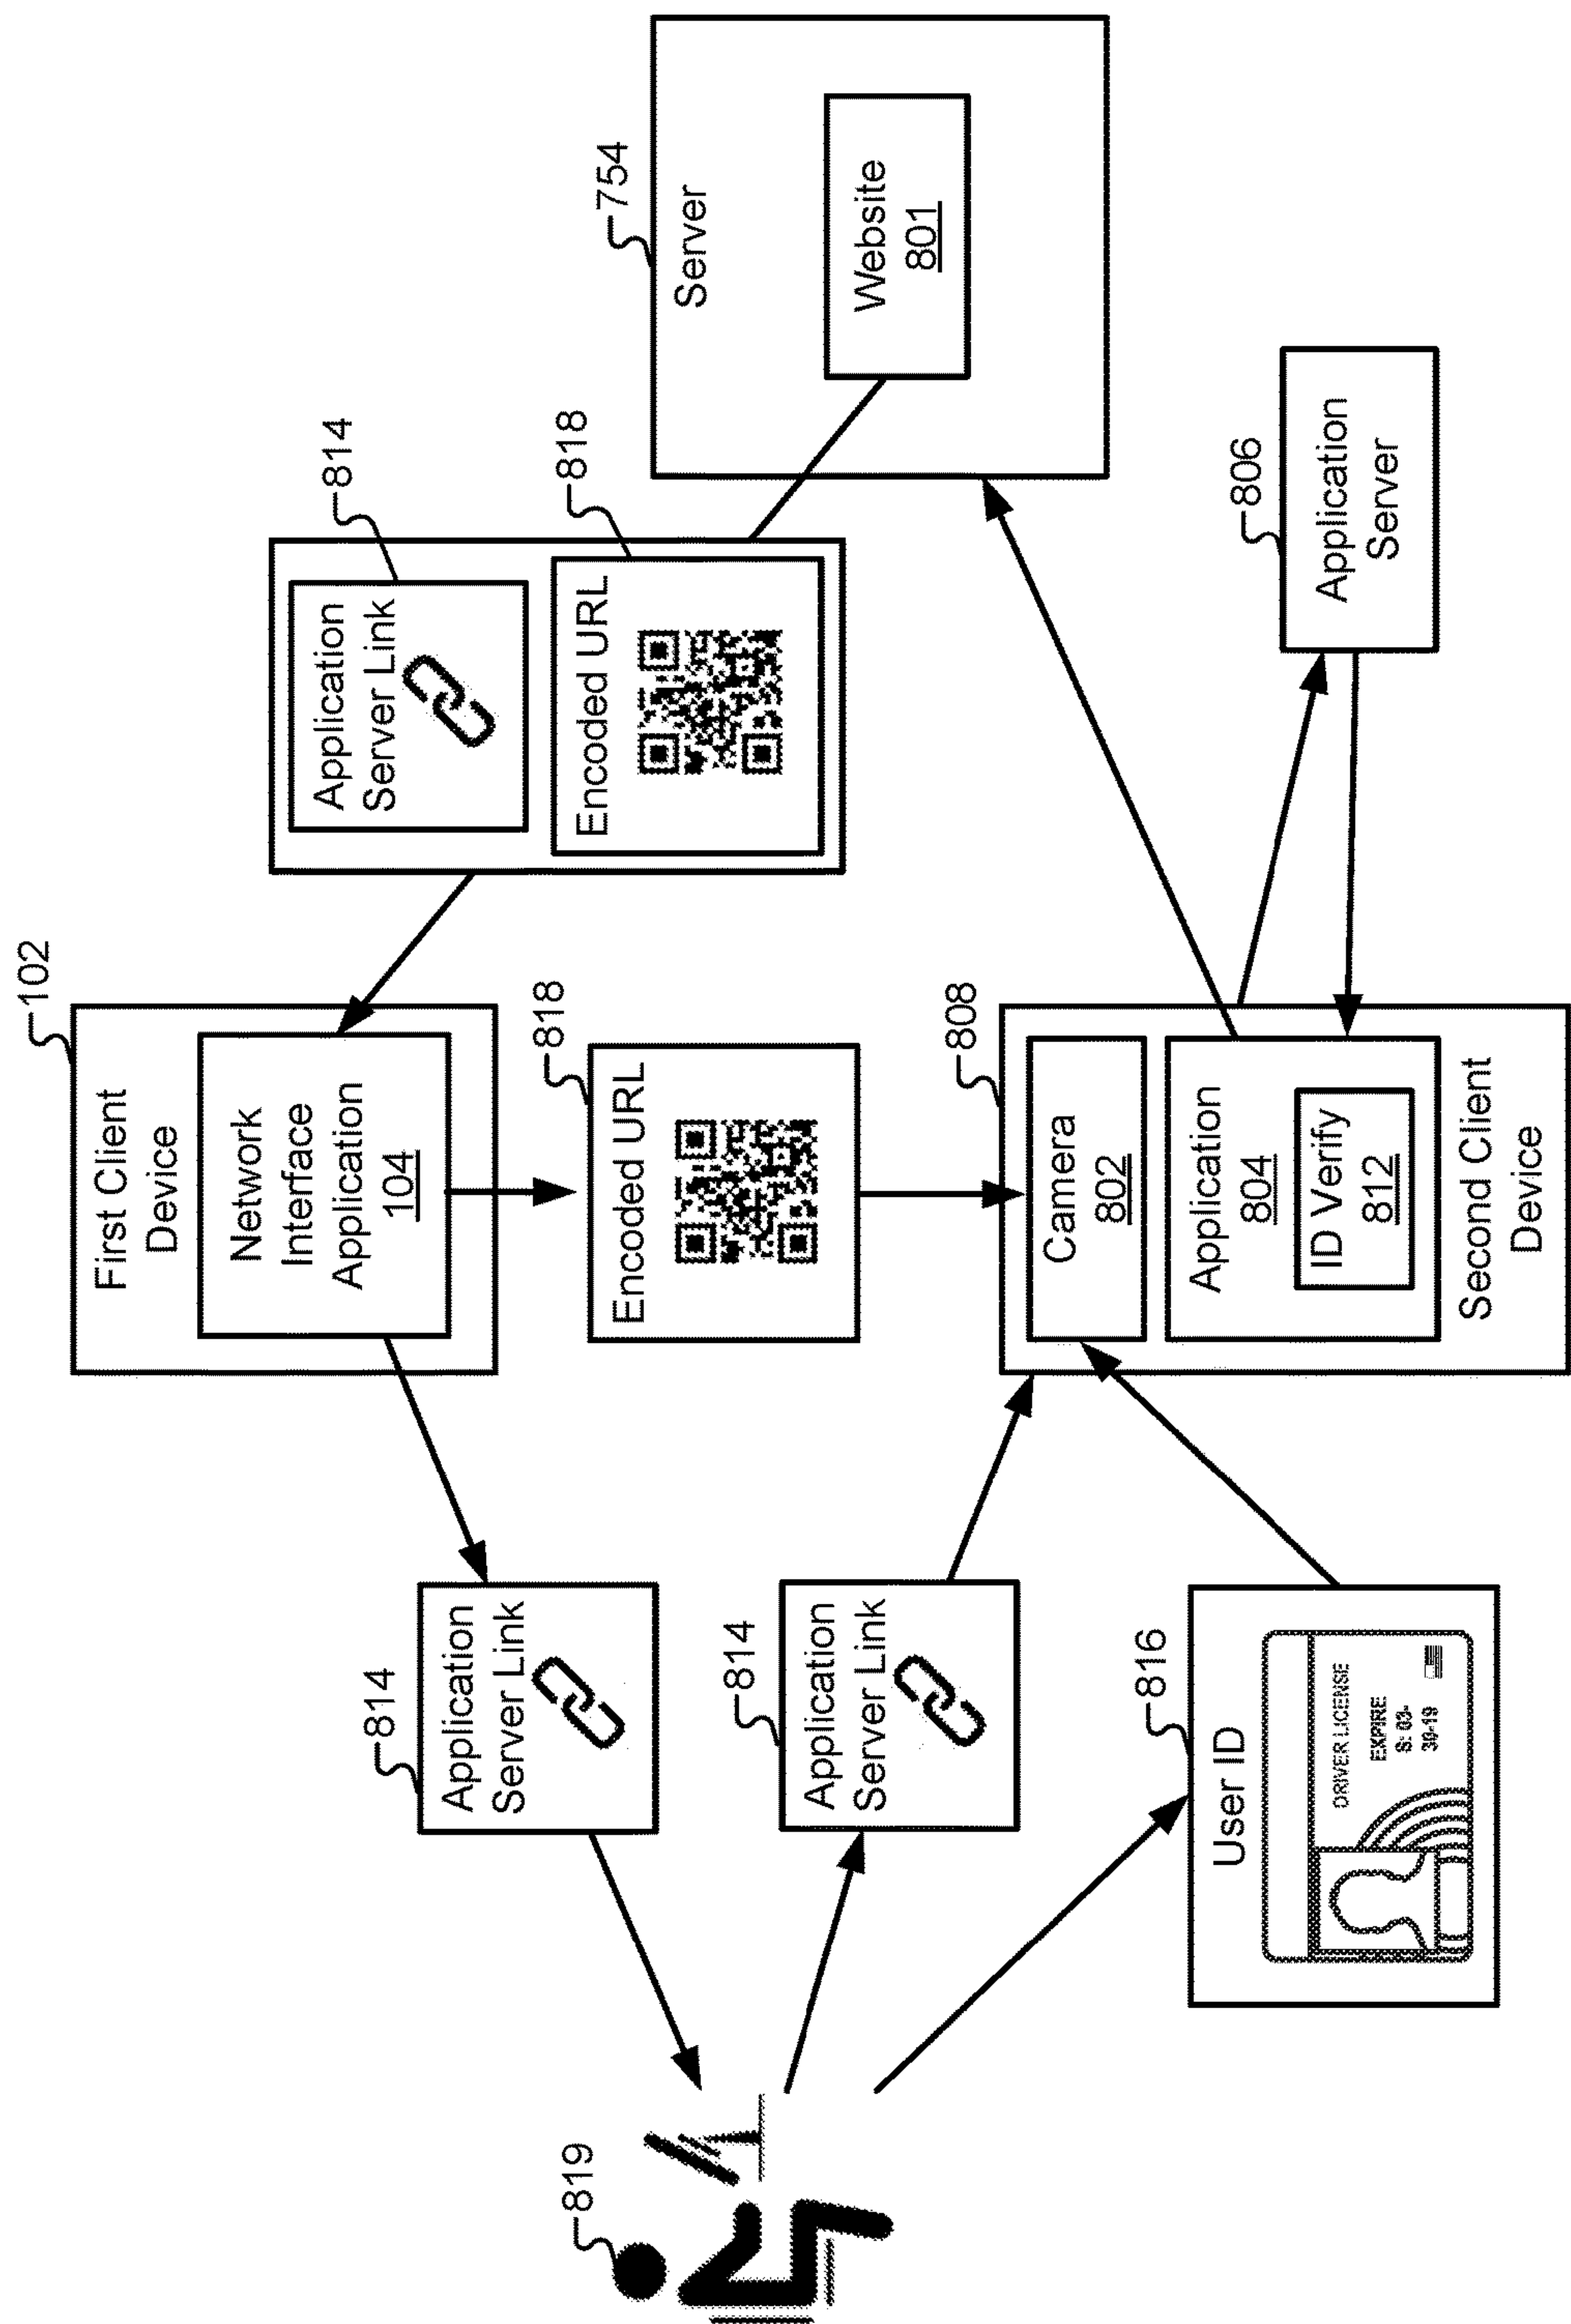 819
814
Application
Server Link
814
Application
Server Link
816
User ID
DRIVER LICENSE
EXPIRE
S: 03-
30-19
102
First Client
Device
Network
Interface
Application
104
818
Encoded URL
808
Camera
802
Application
804
ID Verify
812
Second Client
Device
814
Application
Server Link
818
Encoded URL
754
Server
Website
801
806
Application
Server